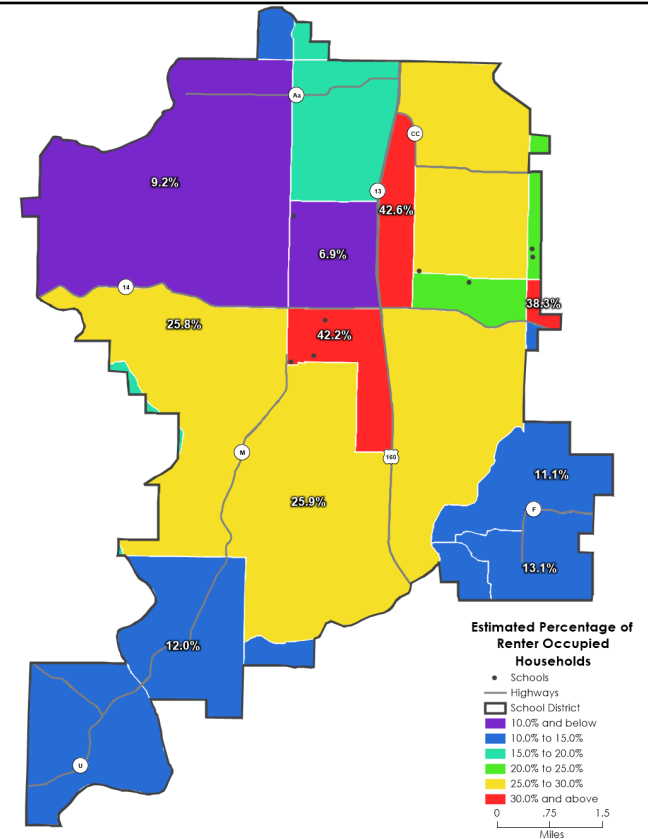 Aa
CC
9.2%
13
42.6%
6.9%
14
38.3%
25.8%
42.2%
M
160
11.1%
25.9%
F
13.1%
12.0%
U
Estimated Percentage of
Renter Occupied
Households
Schools
Highways
School District
10.0% and below
10.0% to 15.0%
15.0% to 20.0%
20.0% to 25.0%
25.0% to 30.0%
30.0% and above
0 .75 1.5
Miles